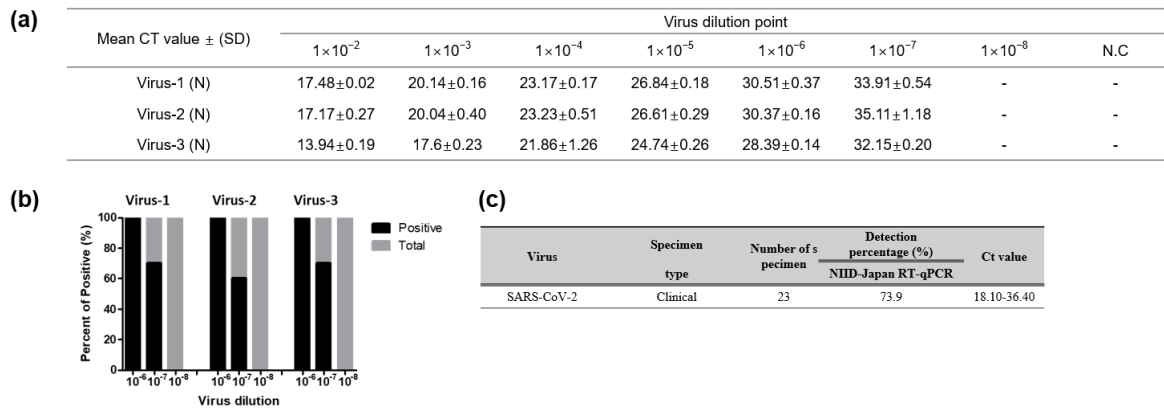 (a)
Mean CT value ± (SD)
Virus dilution point
1×10⁻² 1×10⁻³ 1×10⁻⁴ 1×10⁻⁵ 1×10⁻⁶ 1×10⁻⁷ 1×10⁻⁸ N.C
Virus-1 (N) 17.48±0.02 20.14±0.16 23.17±0.17 26.84±0.18 30.51±0.37 33.91±0.54 - -
Virus-2 (N) 17.17±0.27 20.04±0.40 23.23±0.51 26.61±0.29 30.37±0.16 35.11±1.18 - -
Virus-3 (N) 13.94±0.19 17.6±0.23 21.86±1.26 24.74±0.26 28.39±0.14 32.15±0.20 - -
(b)
Virus-1 Virus-2 Virus-3
Percent of Positive (%)
100
80
60
40
20
0
10⁻⁶ 10⁻⁷ 10⁻⁸ 10⁻⁶ 10⁻⁷ 10⁻⁸ 10⁻⁶ 10⁻⁷ 10⁻⁸
Virus dilution
Positive
Total
(c)
Virus
Specimen
type
Number of s
pecimen
Detection
percentage (%)
NIID-Japan RT-qPCR
Ct value
SARS-CoV-2 Clinical 23 73.9 18.10-36.40